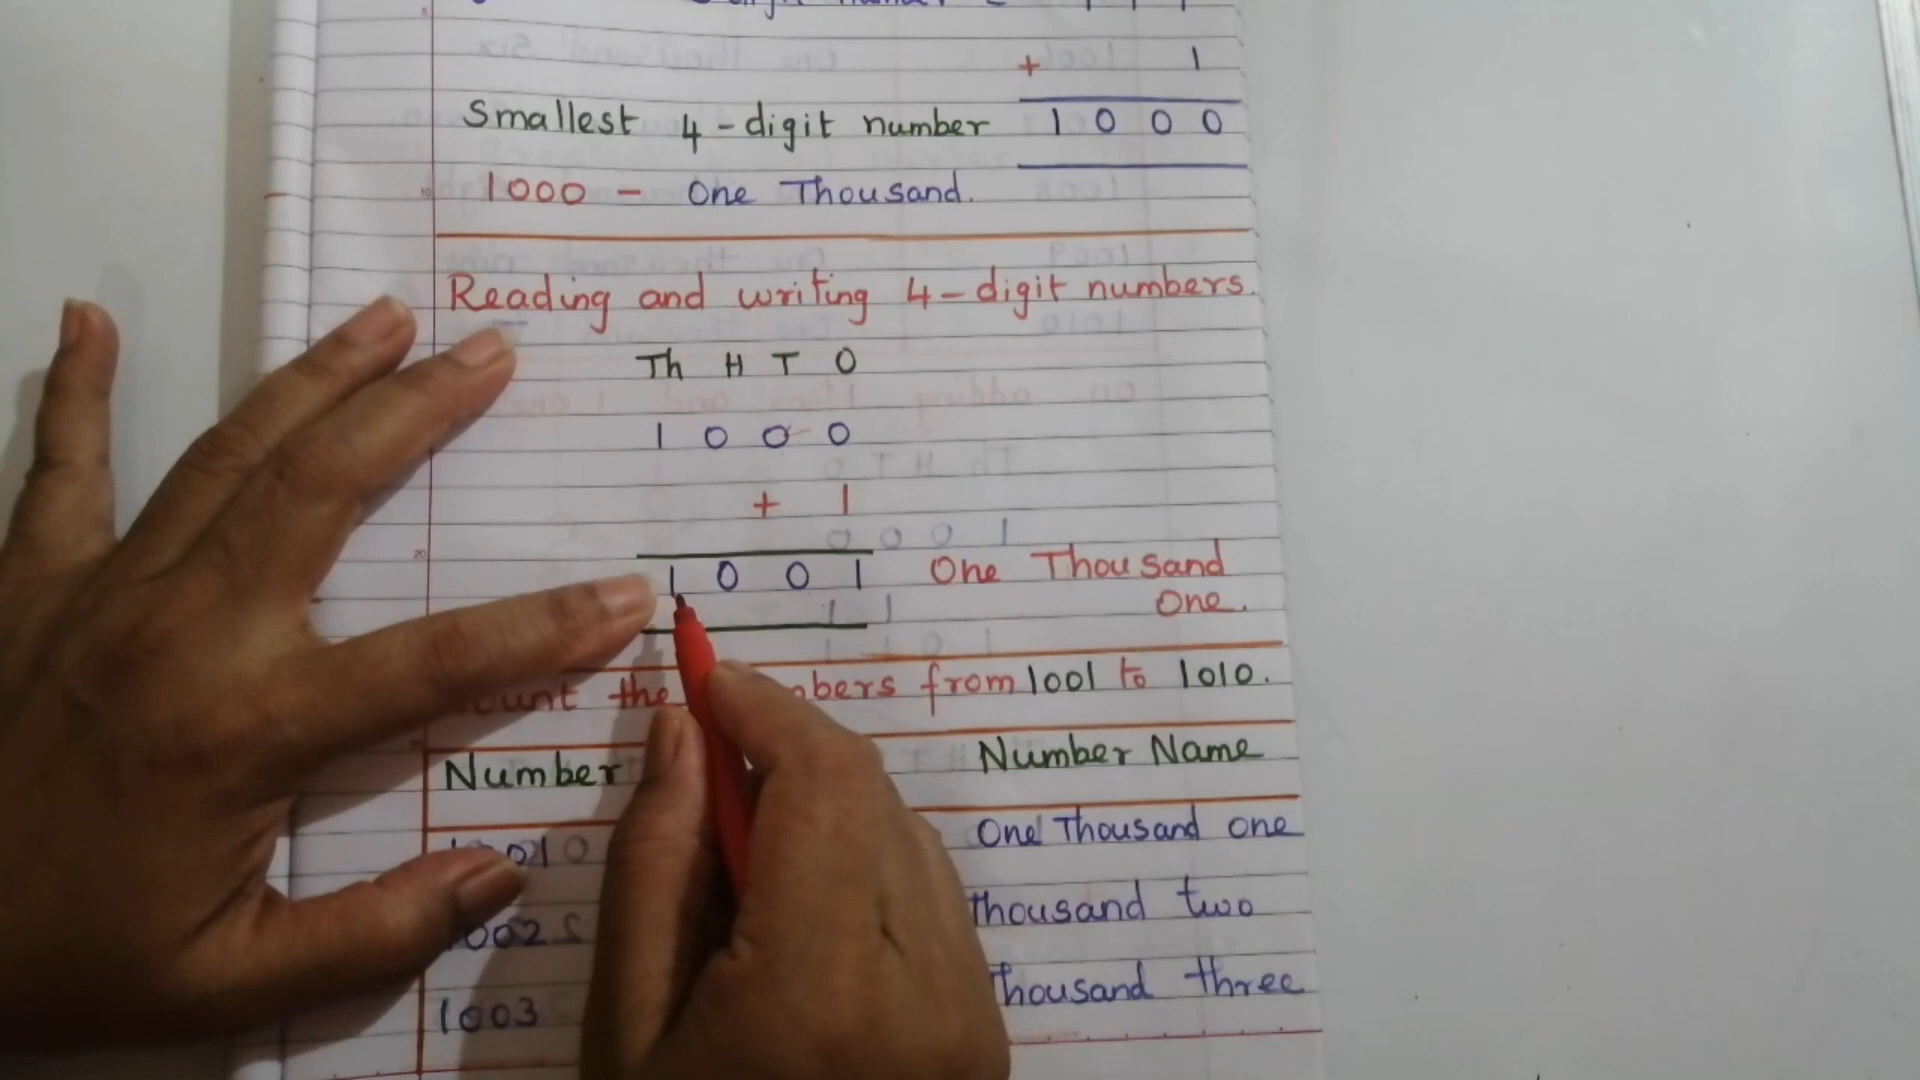 + 1
Smallest 4-digit number 1 0 0 0
1000 - One Thousand.
Reading and writing 4-digit numbers.
Th H T O
1 0 0 0
+ 1
1 0 0 1 One Thousand
One.
the from 1001 to 1010.
Number Number Name
One Thousand one
thousand two
1003 thousand three